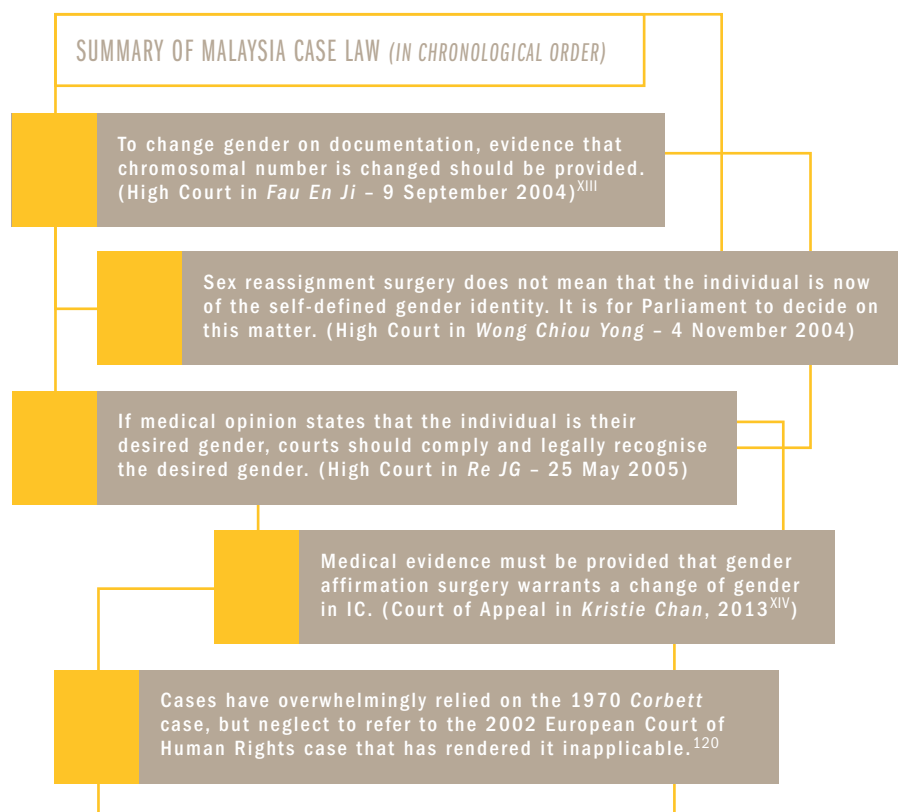 SUMMARY OF MALAYSIA CASE LAW (IN CHRONOLOGICAL ORDER)
To change gender on documentation, evidence that
chromosomal number is changed should be provided.
(High Court in Fau En Ji – 9 September 2004)XIII
Sex reassignment surgery does not mean that the individual is now
of the self-defined gender identity. It is for Parliament to decide on
this matter. (High Court in Wong Chiou Yong – 4 November 2004)
If medical opinion states that the individual is their
desired gender, courts should comply and legally recognise
the desired gender. (High Court in Re JG – 25 May 2005)
Medical evidence must be provided that gender
affirmation surgery warrants a change of gender
in IC. (Court of Appeal in Kristie Chan, 2013XIV)
Cases have overwhelmingly relied on the 1970 Corbett
case, but neglect to refer to the 2002 European Court of
Human Rights case that has rendered it inapplicable.120